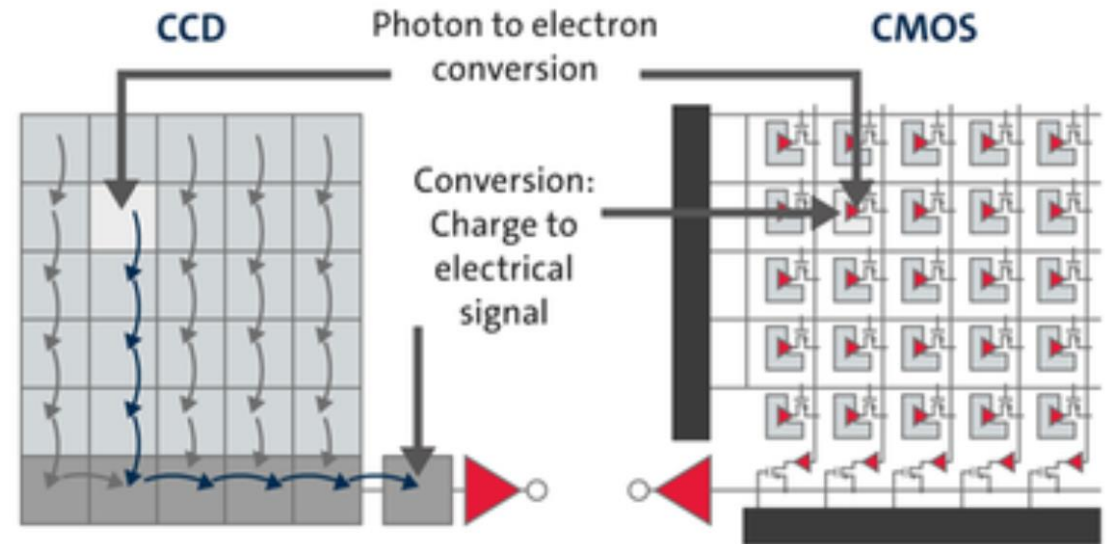 CCD
Photon to electron
conversion
CMOS
Conversion:
Charge to
electrical
signal